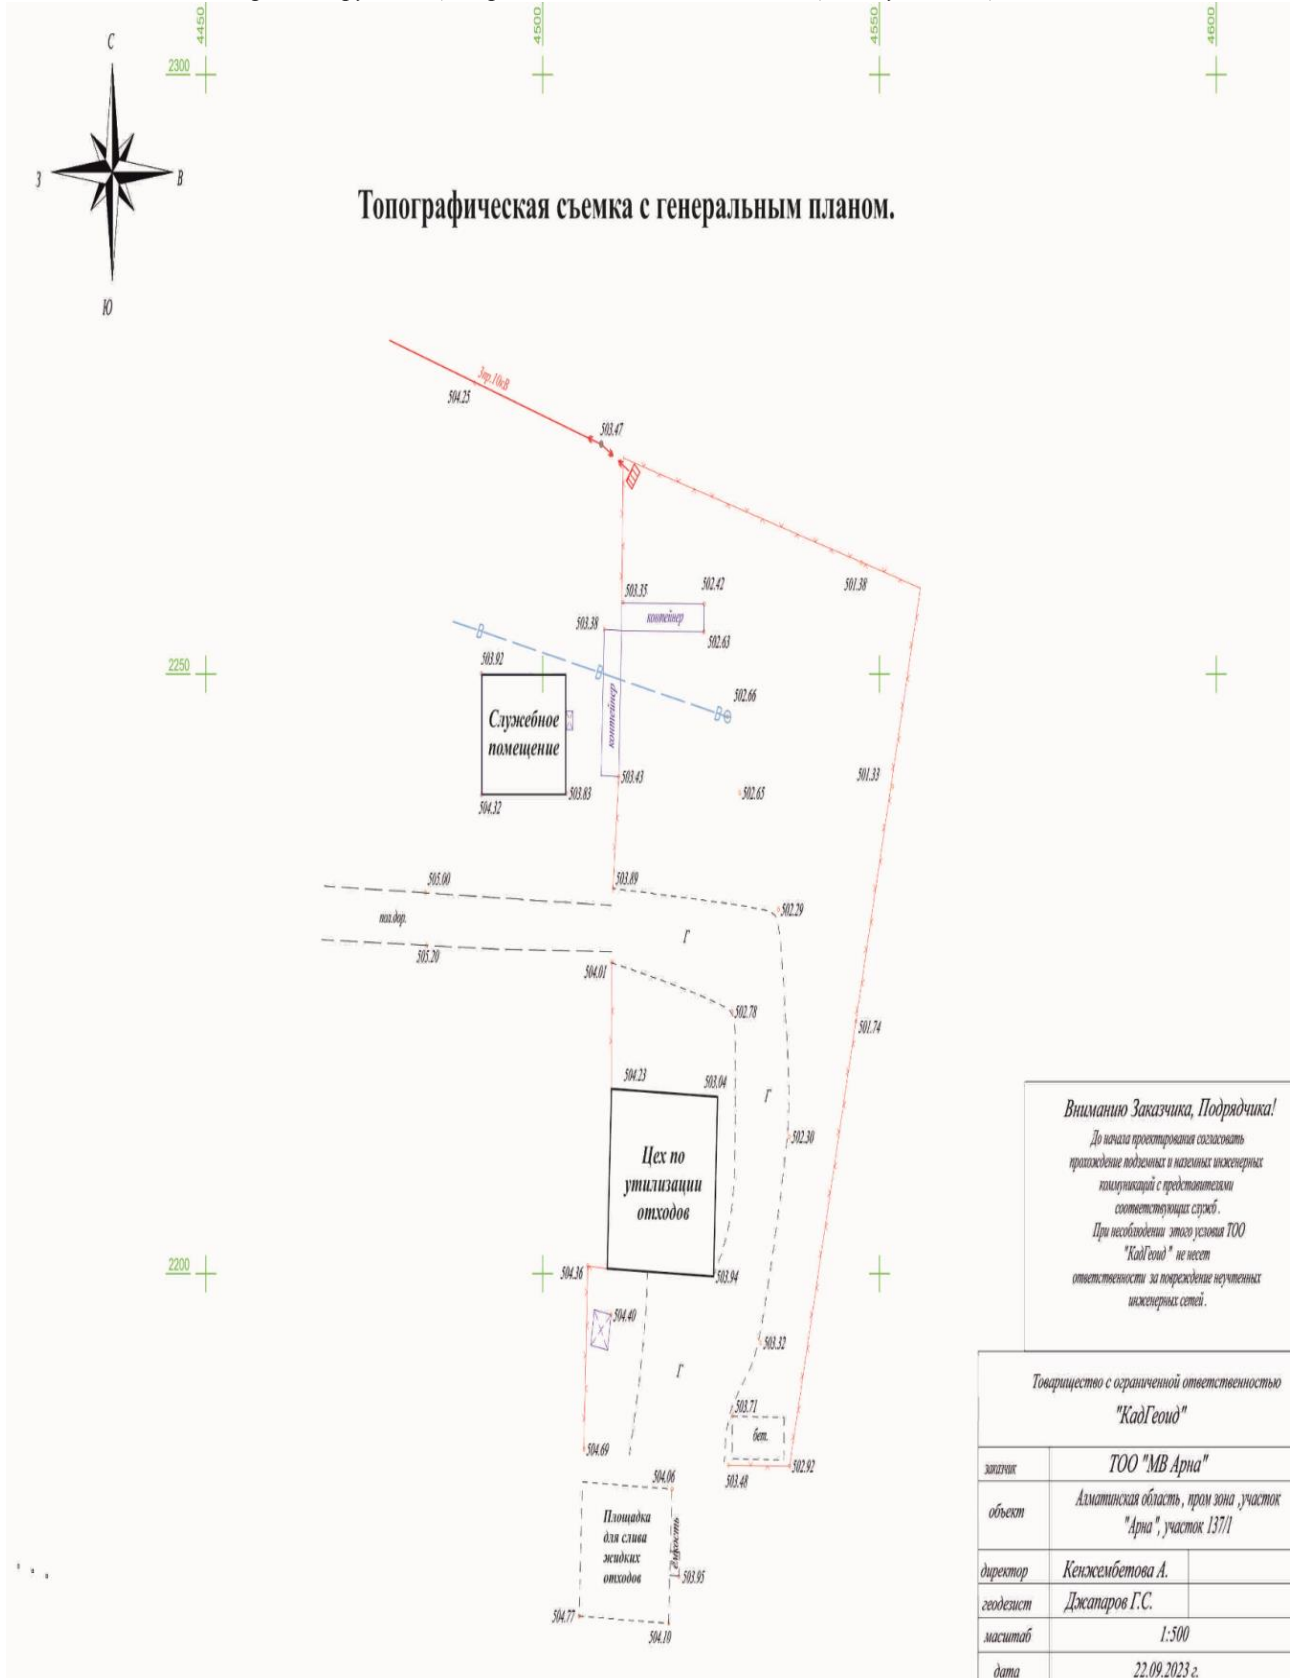 4450
4500
4550
4600
2300
С
З
В
Ю
Топографическая съемка с генеральным планом.
3пр.10кВ
504.25
503.47
501.38
503.35
502.42
контейнер
503.38
502.63
В
2250
503.92
В
502.66
В
Служебное
помещение
контейнер
503.43
501.33
502.65
504.32
503.83
505.00
503.89
502.29
пол.дор.
Г
505.20
504.01
502.78
501.74
504.23
503.04
Г
502.30
Цех по
утилизации
отходов
2200
504.36
503.94
504.40
503.32
Г
503.71
бет.
504.69
503.48
502.92
504.06
Площадка
для слива
жидких
отходов
ёмкость
503.95
504.77
504.10
Вниманию Заказчика, Подрядчика!
До начала проектирования согласовать
прохождение подземных и наземных инженерных
коммуникаций с представителями
соответствующих служб .
При несоблюдении этого условия ТОО
"КадГеоид" не несет
ответственности за повреждение неучтенных
инженерных сетей .
Товарищество с ограниченной ответственностью
"КадГеоид"
заказчик
ТОО "МВ Арна"
объект
Алматинская область , пром зона ,участок
"Арна ", участок 137/1
директор
Кенжембетова А.
геодезист
Джапаров Г.С.
масштаб
1:500
дата
22.09.2023 г.